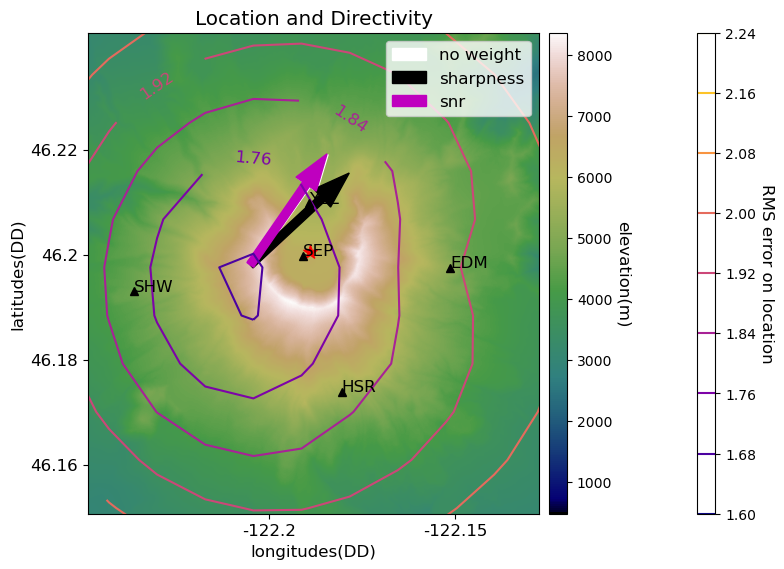 Location and Directivity
no weight
sharpness
snr
1.92
1.84
1.76
SEP
EDM
SHW
HSR
46.22
46.2
46.18
46.16
latitudes(DD)
-122.2
-122.15
longitudes(DD)
8000
7000
6000
5000
4000
3000
2000
1000
elevation(m)
2.24
2.16
2.08
2.00
1.92
1.84
1.76
1.68
1.60
RMS error on location